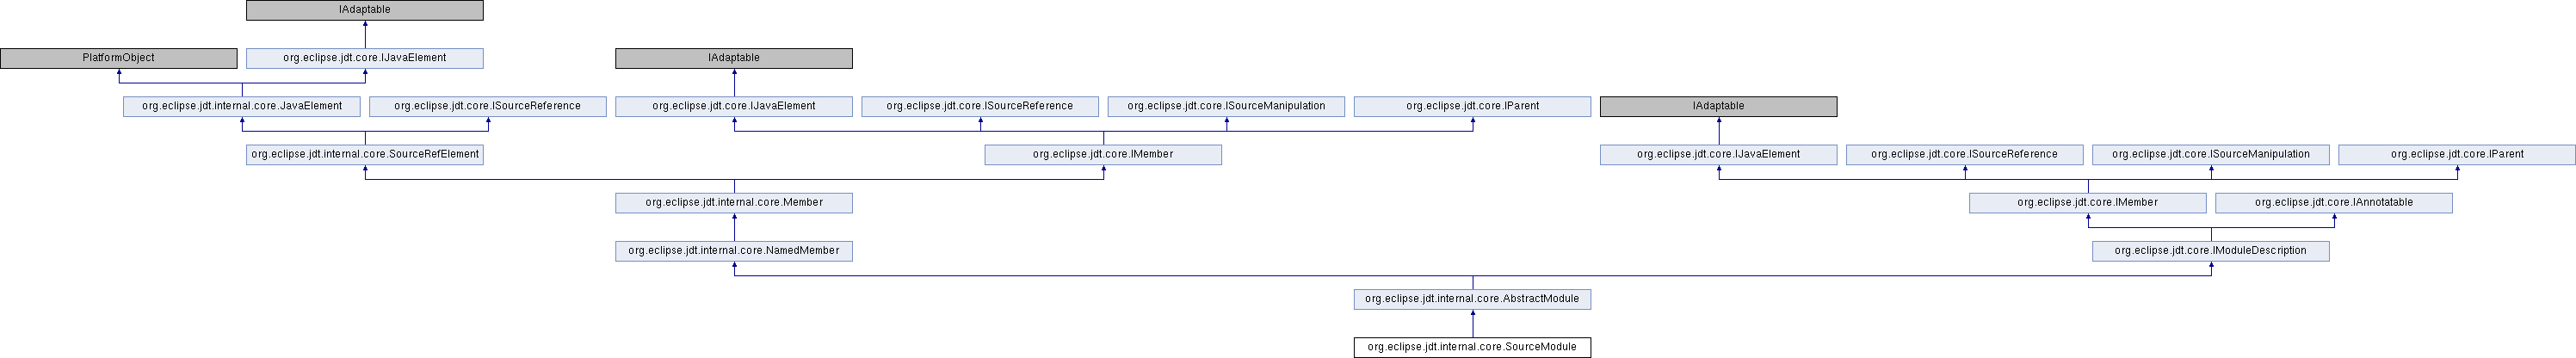 IAdaptable
PlatformObject
org.eclipse.jdt.core.IJavaElement
IAdaptable
org.eclipse.jdt.internal.core.JavaElement
org.eclipse.jdt.core.ISourceReference
org.eclipse.jdt.core.IJavaElement
org.eclipse.jdt.core.ISourceReference
org.eclipse.jdt.core.ISourceManipulation
org.eclipse.jdt.core.IParent
IAdaptable
org.eclipse.jdt.internal.core.SourceRefElement
org.eclipse.jdt.core.IMember
org.eclipse.jdt.core.IJavaElement
org.eclipse.jdt.core.ISourceReference
org.eclipse.jdt.core.ISourceManipulation
org.eclipse.jdt.core.IParent
org.eclipse.jdt.internal.core.Member
org.eclipse.jdt.core.IMember
org.eclipse.jdt.core.IAnnotatable
org.eclipse.jdt.internal.core.NamedMember
org.eclipse.jdt.core.IModuleDescription
org.eclipse.jdt.internal.core.AbstractModule
org.eclipse.jdt.internal.core.SourceModule